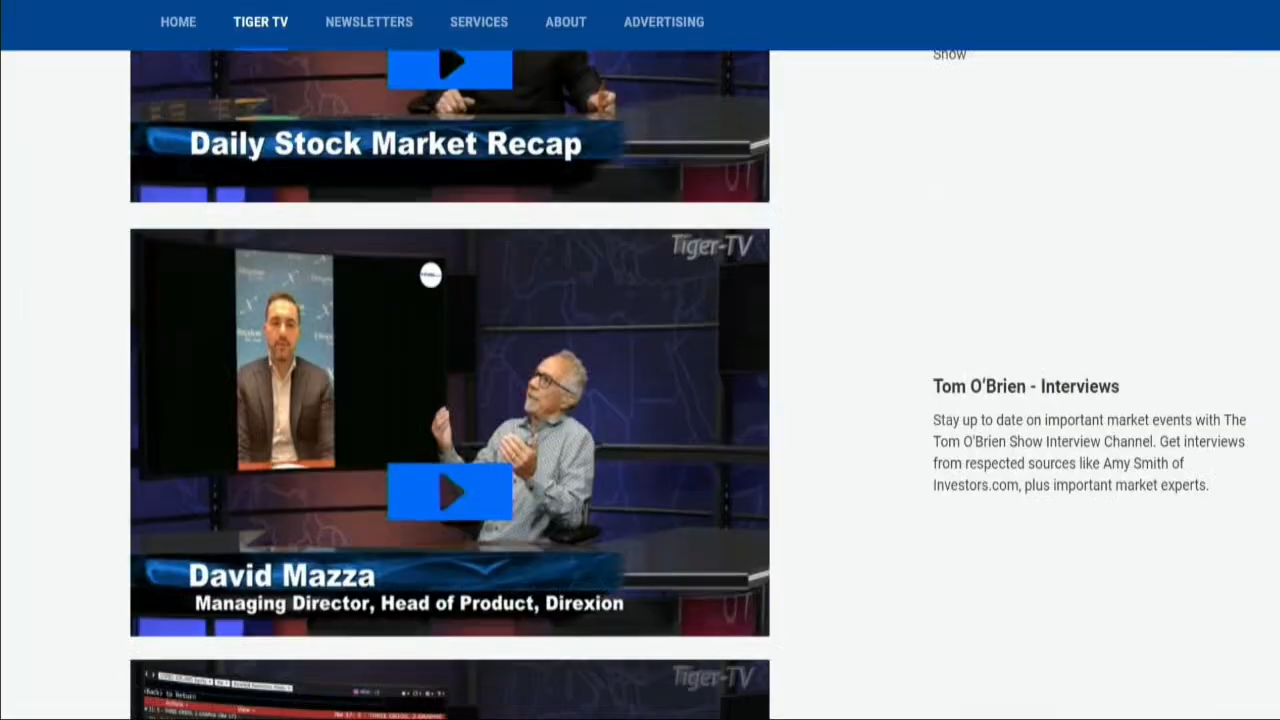 HOME TIGER TV NEWSLETTERS SERVICES ABOUT ADVERTISING
Show
Daily Stock Market Recap
Tiger-TV
Tom O'Brien - Interviews
Stay up to date on important market events with The
Tom O'Brien Show Interview Channel. Get interviews
from respected sources like Amy Smith of
Investors.com, plus important market experts.
David Mazza
Managing Director, Head of Product, Direxion
Tiger-TV